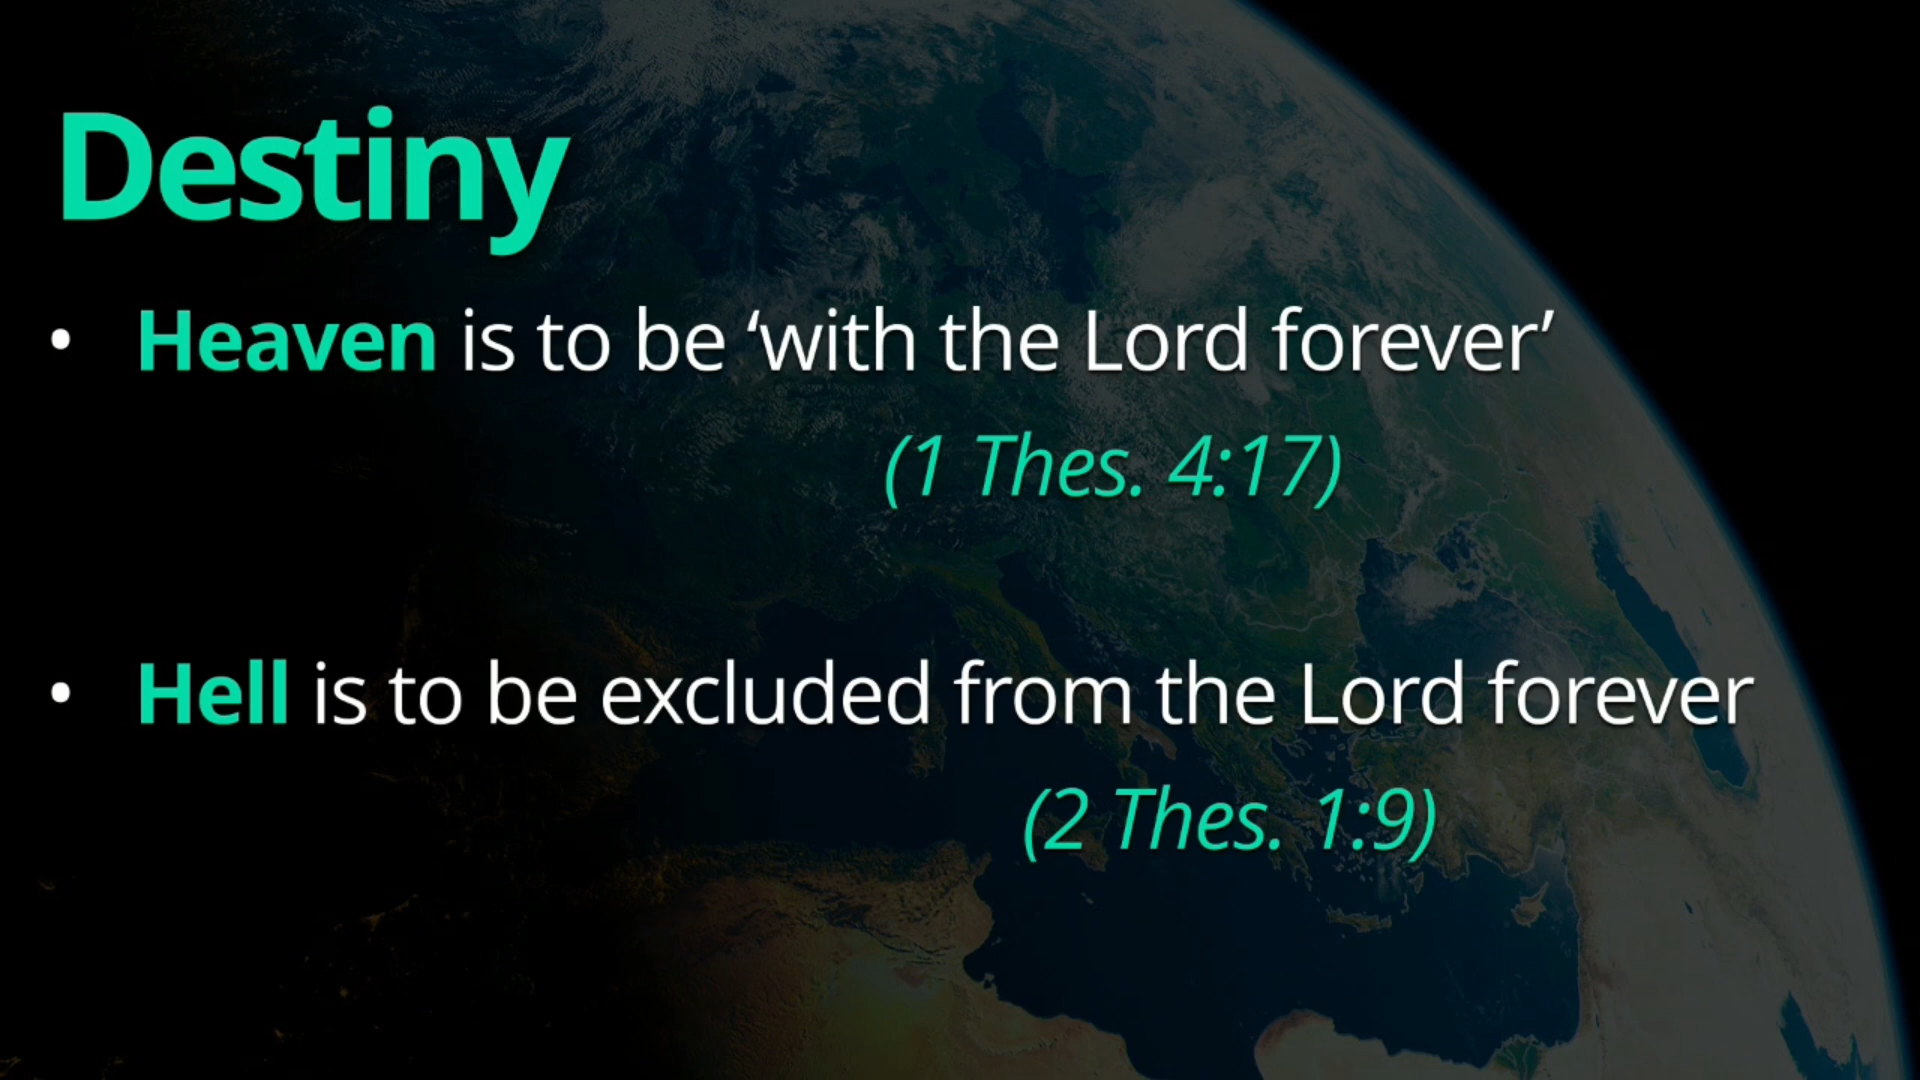 Destiny
• Heaven is to be ‘with the Lord forever’
(1 Thes. 4:17)
• Hell is to be excluded from the Lord forever
(2 Thes. 1:9)